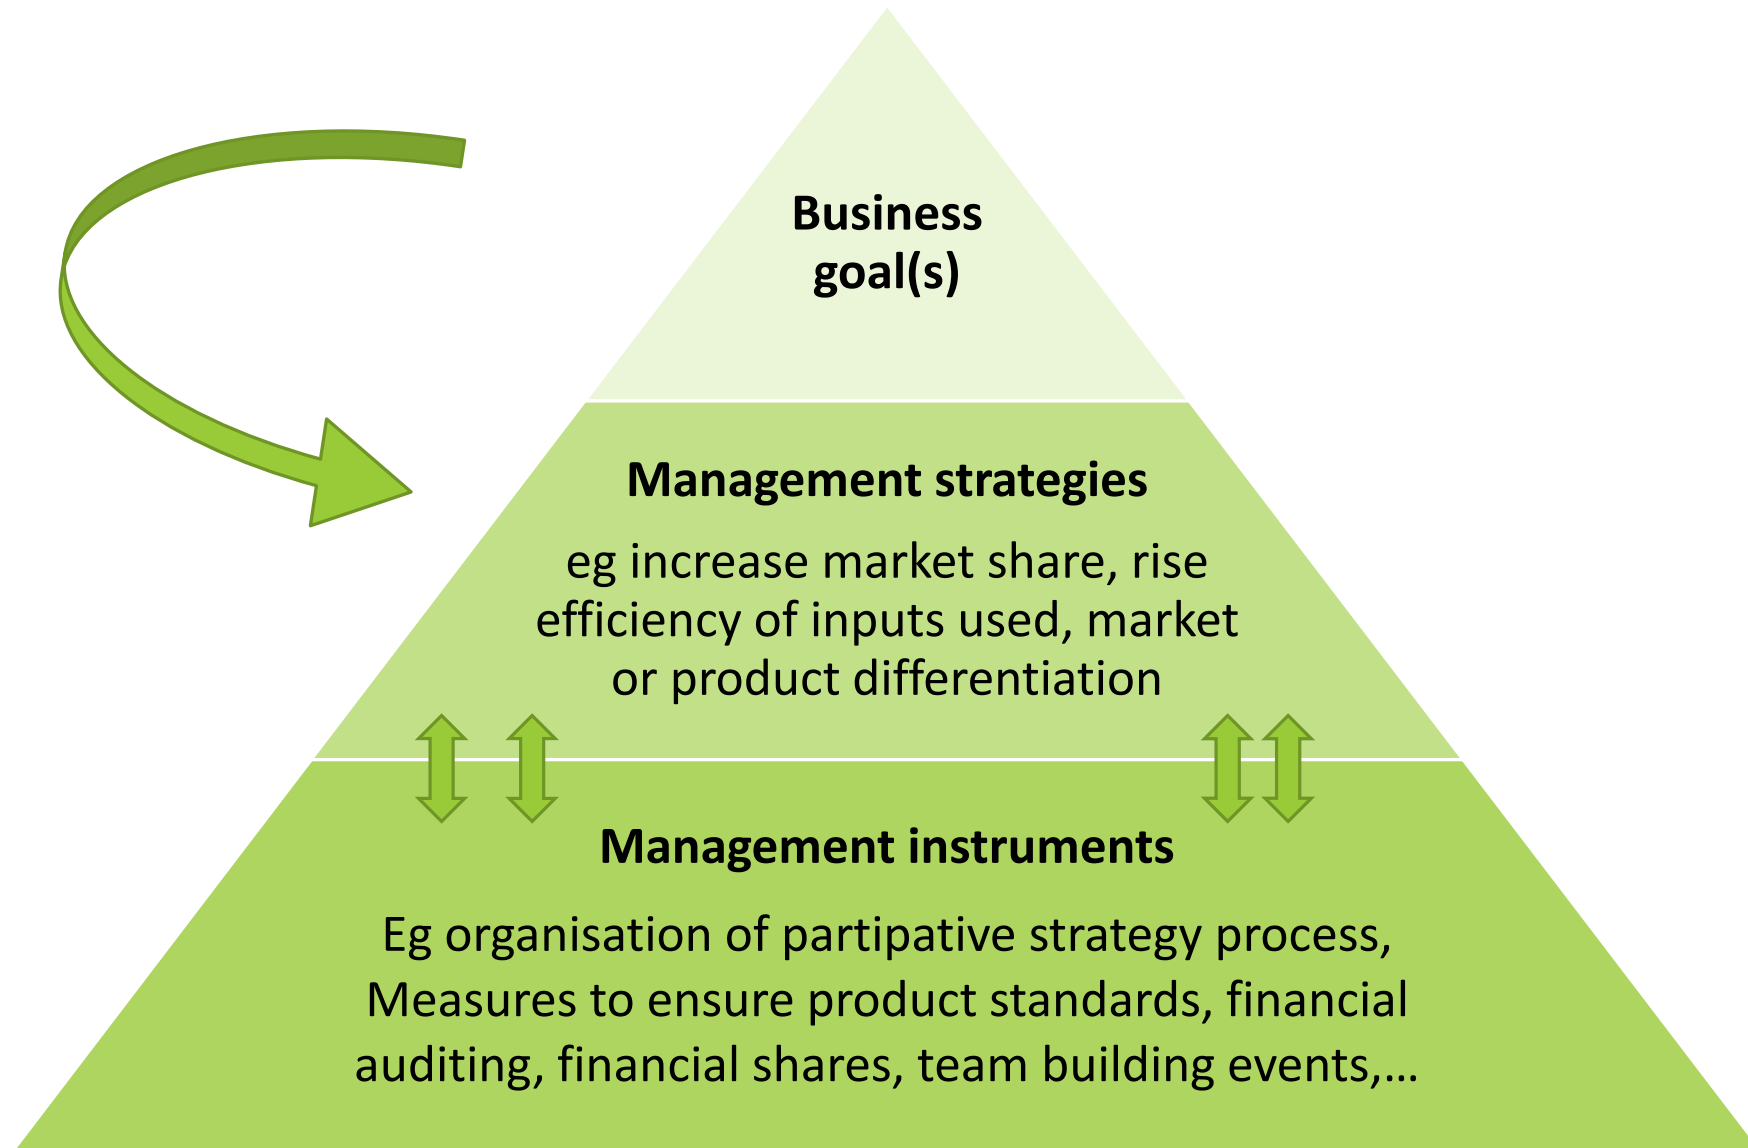 Business
goal(s)
Management strategies
eg increase market share, rise
efficiency of inputs used, market
or product differentiation
Management instruments
Eg organisation of partipative strategy process,
Measures to ensure product standards, financial
auditing, financial shares, team building events,...